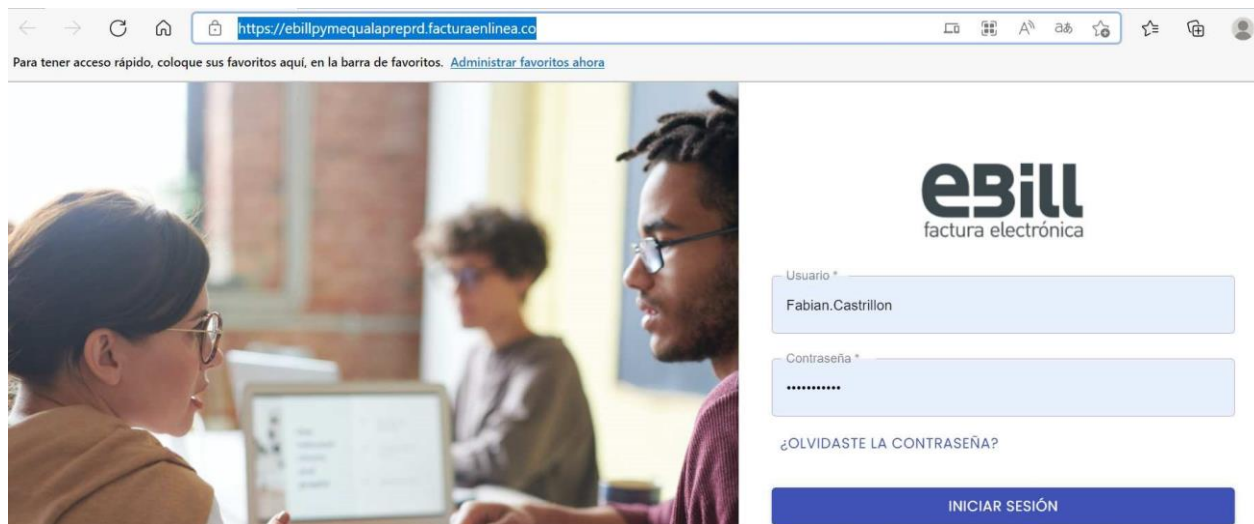 https://ebillpymequalapreprd.facturaenlinea.co
Para tener acceso rápido, coloque sus favoritos aquí, en la barra de favoritos. Administrar favoritos ahora
eBill
factura electrónica
Usuario *
Fabian.Castrillon
Contraseña *
•••••••••••
¿OLVIDASTE LA CONTRASEÑA?
INICIAR SESIÓN